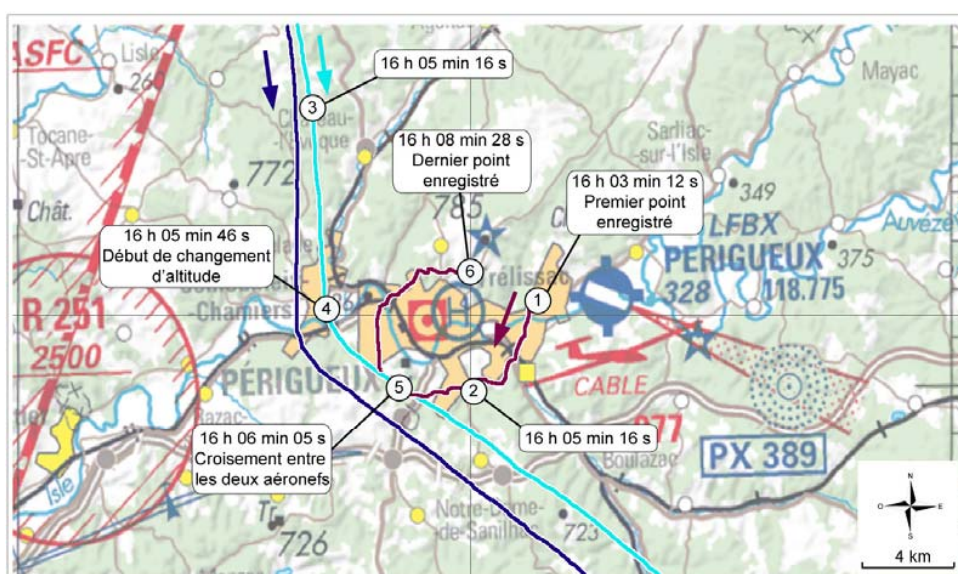 ASFC
Lisle
260
Tocane-
-St-Apre
772
Chât.
3
16 h 05 min 16 s
Mayac
Sarliac-
sur-l'Isle
349
16 h 08 min 28 s
Dernier point
enregistré
16 h 03 min 12 s
Premier point
enregistré
785
Auvézè
375
LFBX
PÉRIGUEUX
328
118.775
16 h 05 min 46 s
Début de changement
d'altitude
6
1
-Chamiers
4
H
R 251
2500
PÉRIGUEUX
CABLE
5
2
16 h 06 min 05 s
Croisement entre
les deux aéronefs
16 h 05 min 16 s
877
Boulazac
PX 389
Isle
Notre-Dame-
de-Sanilhac
723
726
N
O
E
S
4 km